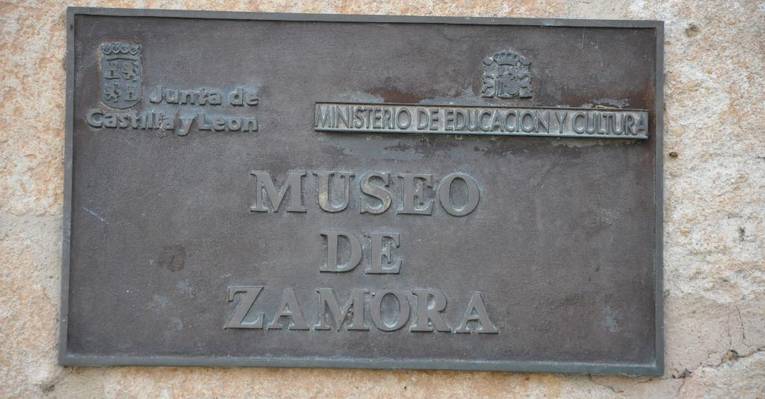 Junta de
Castilla y León
MINISTERIO DE EDUCACION Y CULTURA
MUSEO
DE
ZAMORA